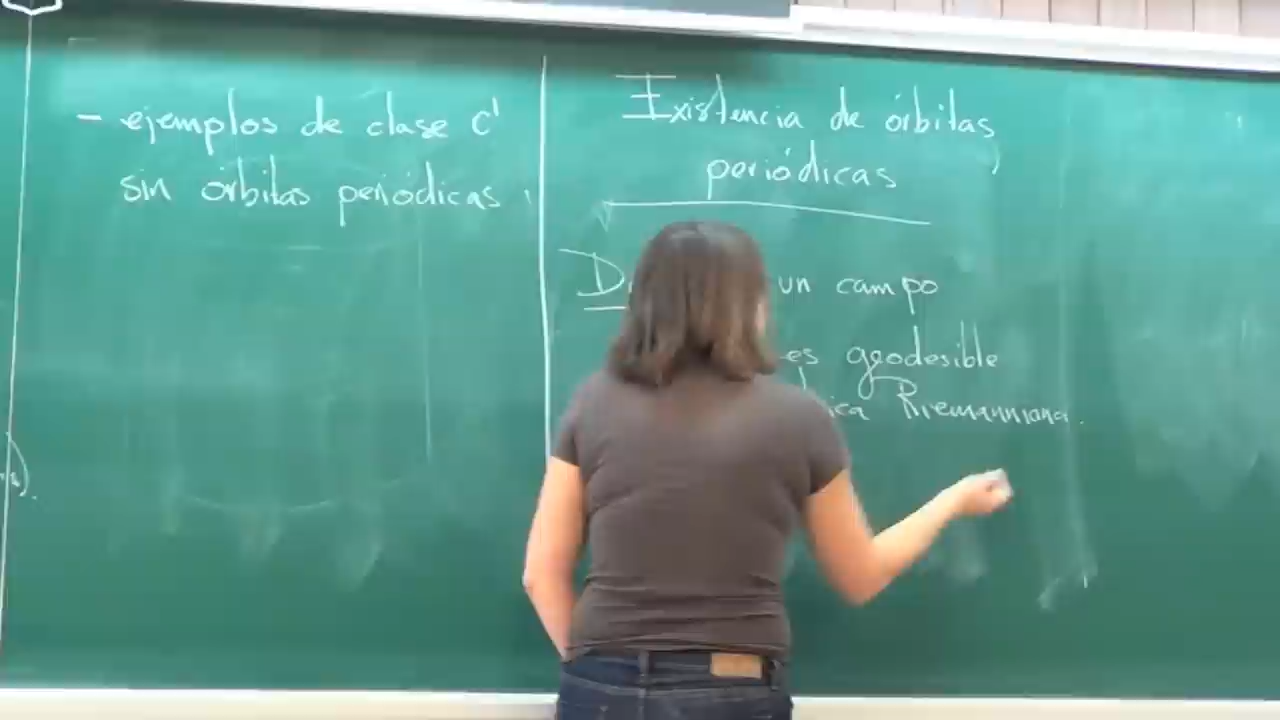 - ejemplos de clase C¹
sin órbitas periódicas
Existencia de órbitas
periódicas
un campo
es geodesible
Riemanniana.